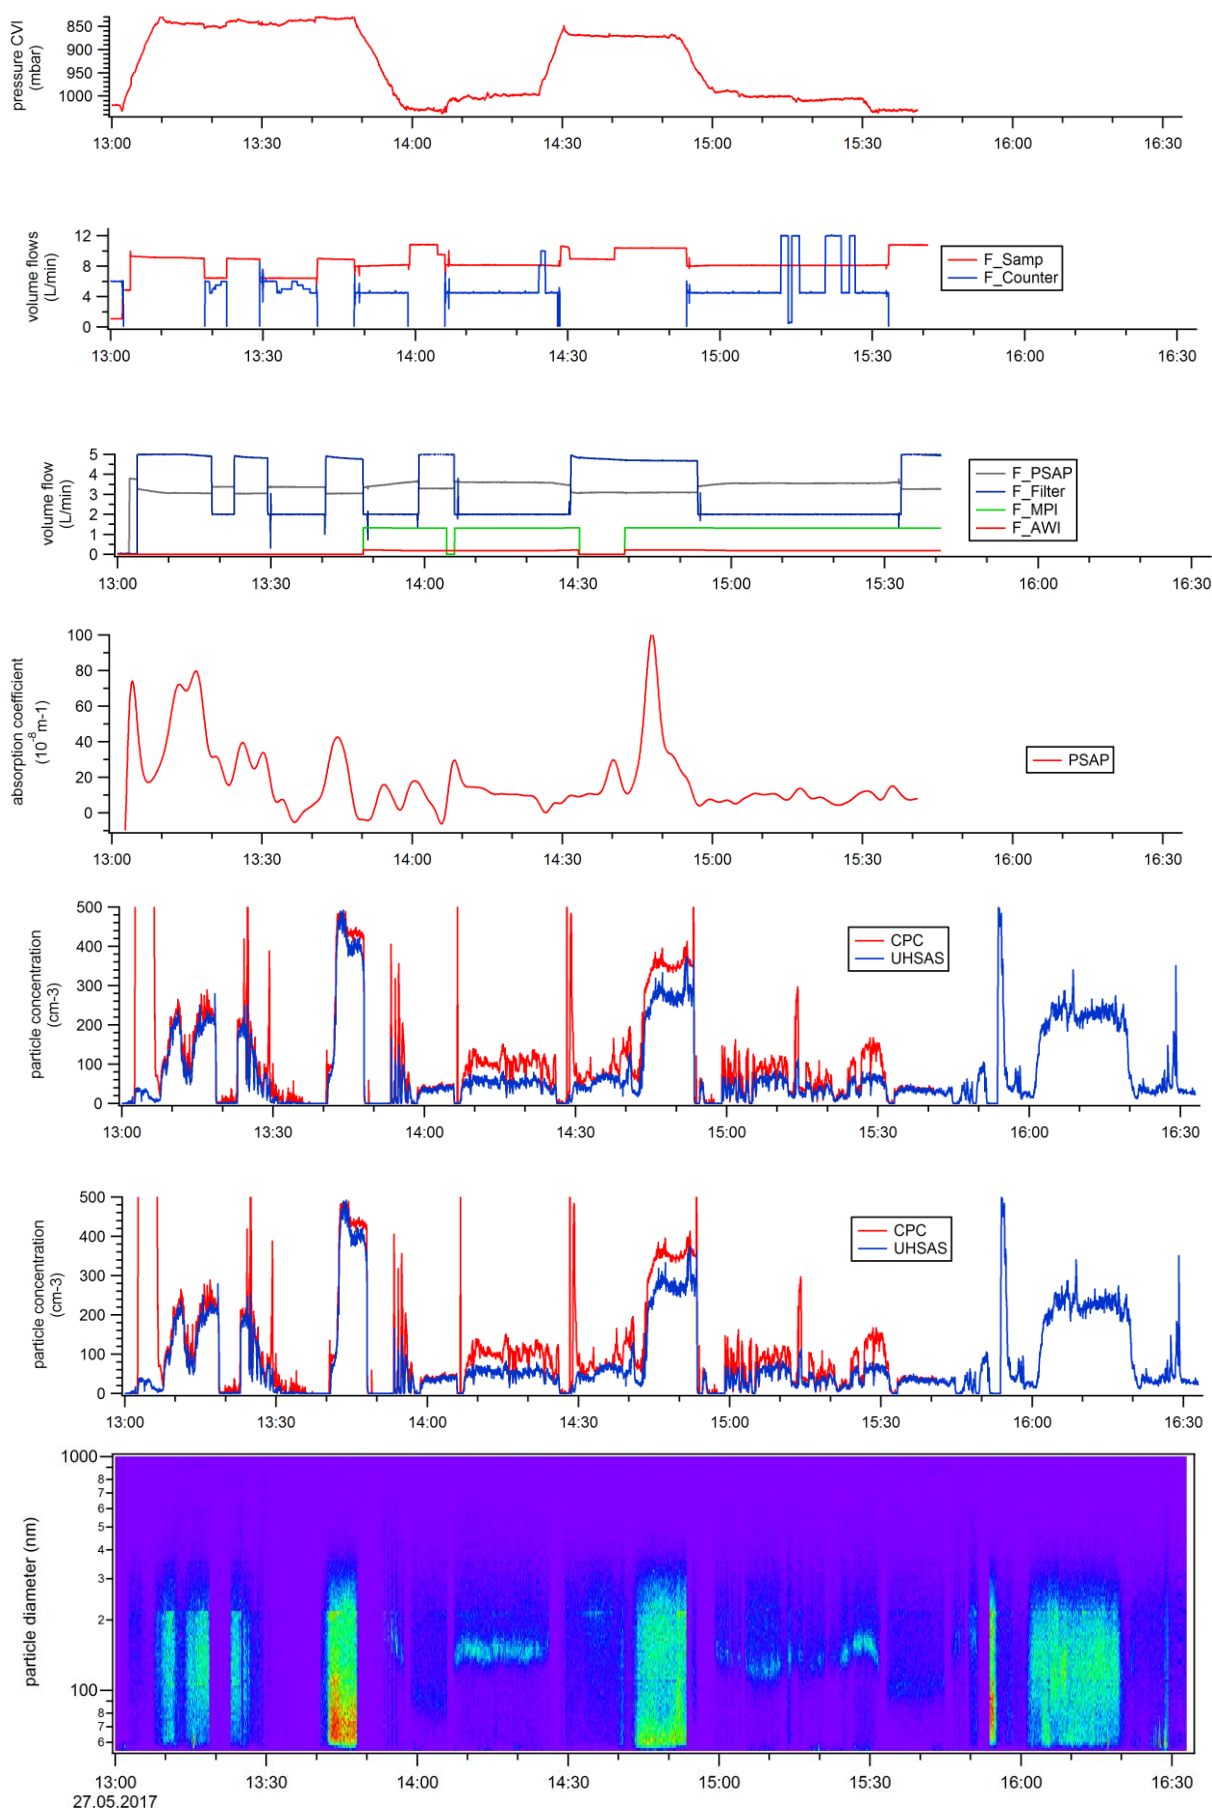 pressure CVI
(mbar)
850
900
950
1000
13:00 13:30 14:00 14:30 15:00 15:30 16:00 16:30
volume flows
(L/min)
12
8
4
0
F_Samp
F_Counter
13:00 13:30 14:00 14:30 15:00 15:30 16:00 16:30
volume flow
(L/min)
5
4
3
2
1
0
F_PSAP
F_Filter
F_MPI
F_AWI
13:00 13:30 14:00 14:30 15:00 15:30 16:00 16:30
absorption coefficient
(10⁻⁸m-1)
100
80
60
40
20
0
PSAP
13:00 13:30 14:00 14:30 15:00 15:30 16:00 16:30
particle concentration
(cm-3)
500
400
300
200
100
0
CPC
UHSAS
13:00 13:30 14:00 14:30 15:00 15:30 16:00 16:30
particle concentration
(cm-3)
500
400
300
200
100
0
CPC
UHSAS
13:00 13:30 14:00 14:30 15:00 15:30 16:00 16:30
particle diameter (nm)
1000
8
7
6
5
4
3
2
100
8
7
6
13:00 13:30 14:00 14:30 15:00 15:30 16:00 16:30
27.05.2017